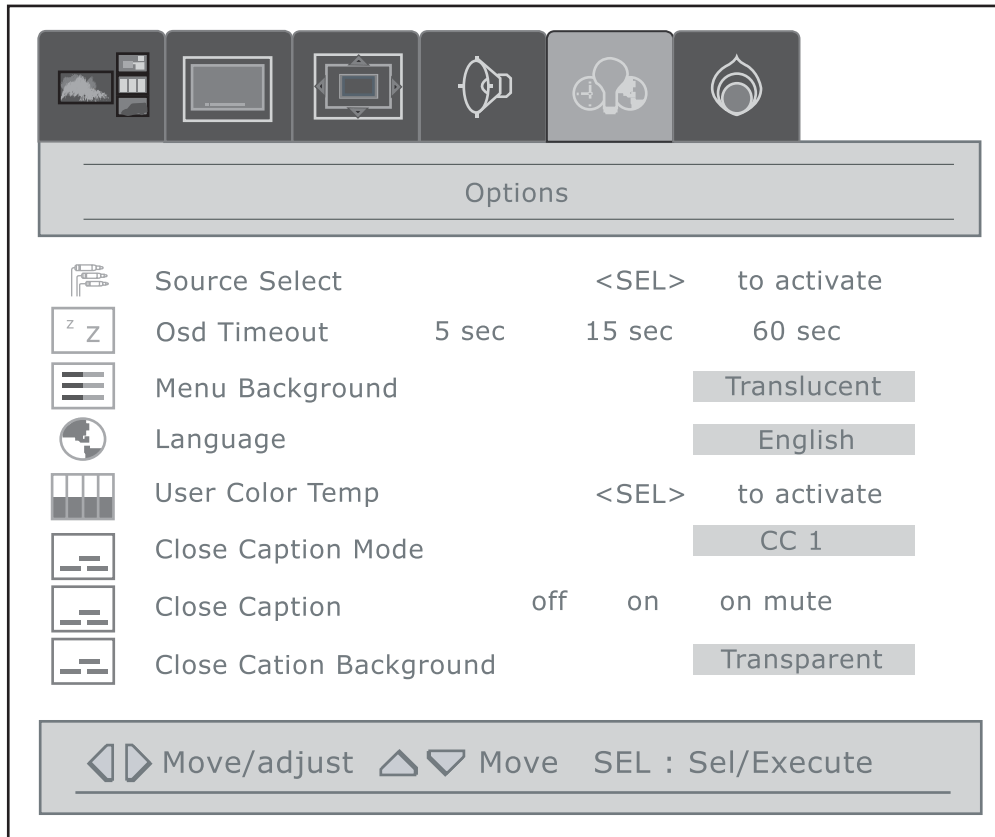 Options
Source Select <SEL> to activate
Osd Timeout 5 sec 15 sec 60 sec
Menu Background Translucent
Language English
User Color Temp <SEL> to activate
Close Caption Mode CC 1
Close Caption off on on mute
Close Cation Background Transparent
Move/adjust Move SEL : Sel/Execute